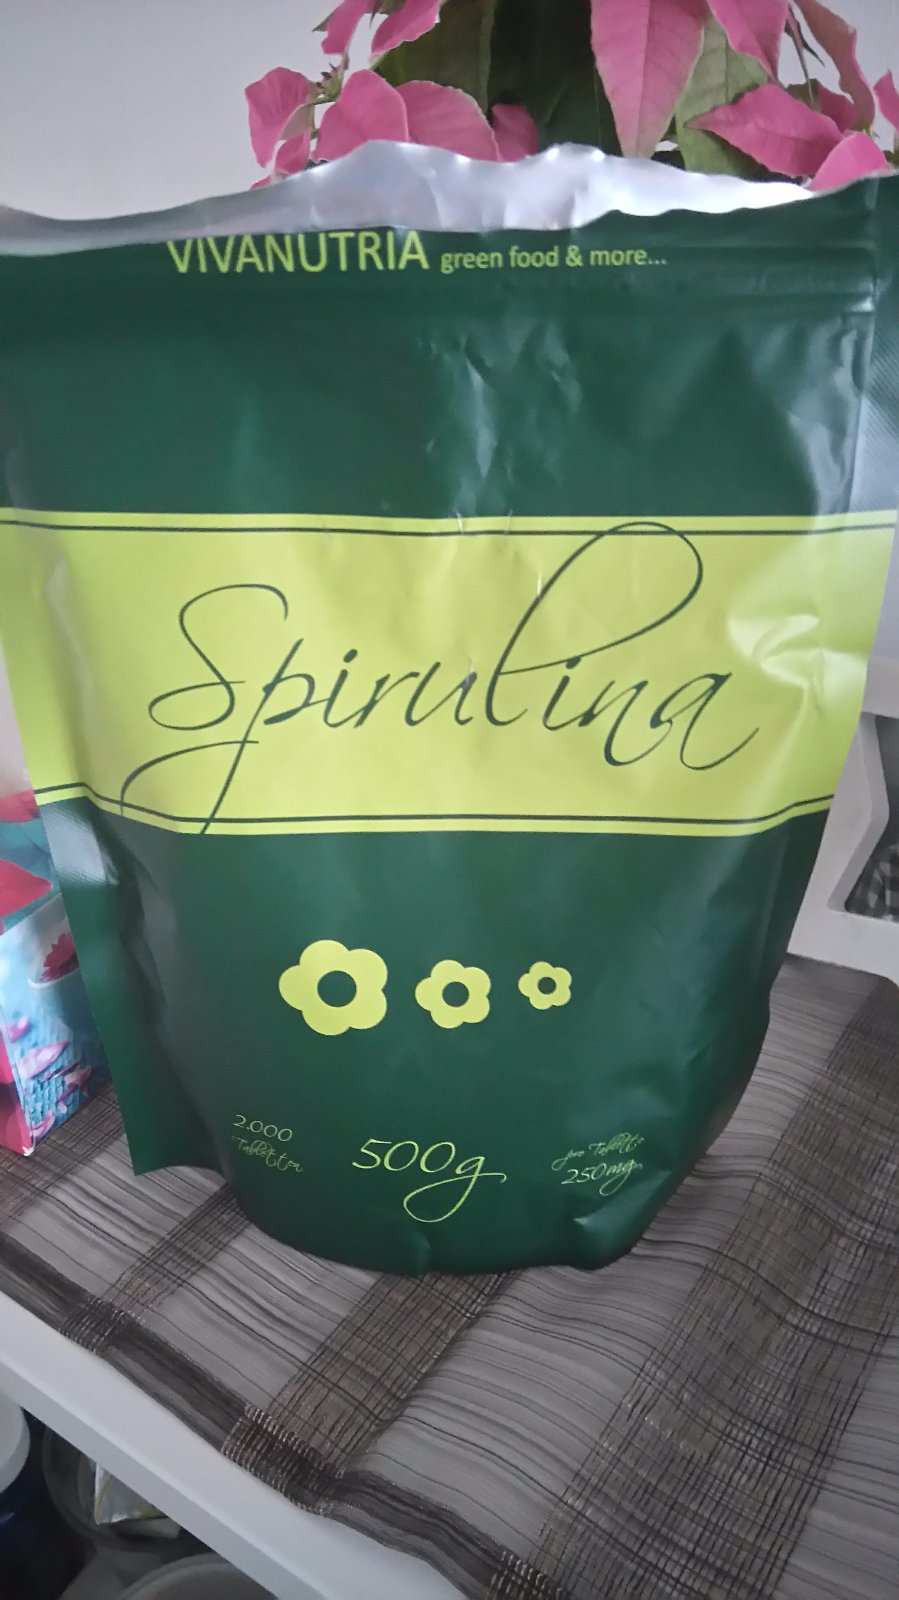 VIVANUTRIA green food & more...
Spirulina
2.000
Tabletten
500g
pro Tablette
250mg